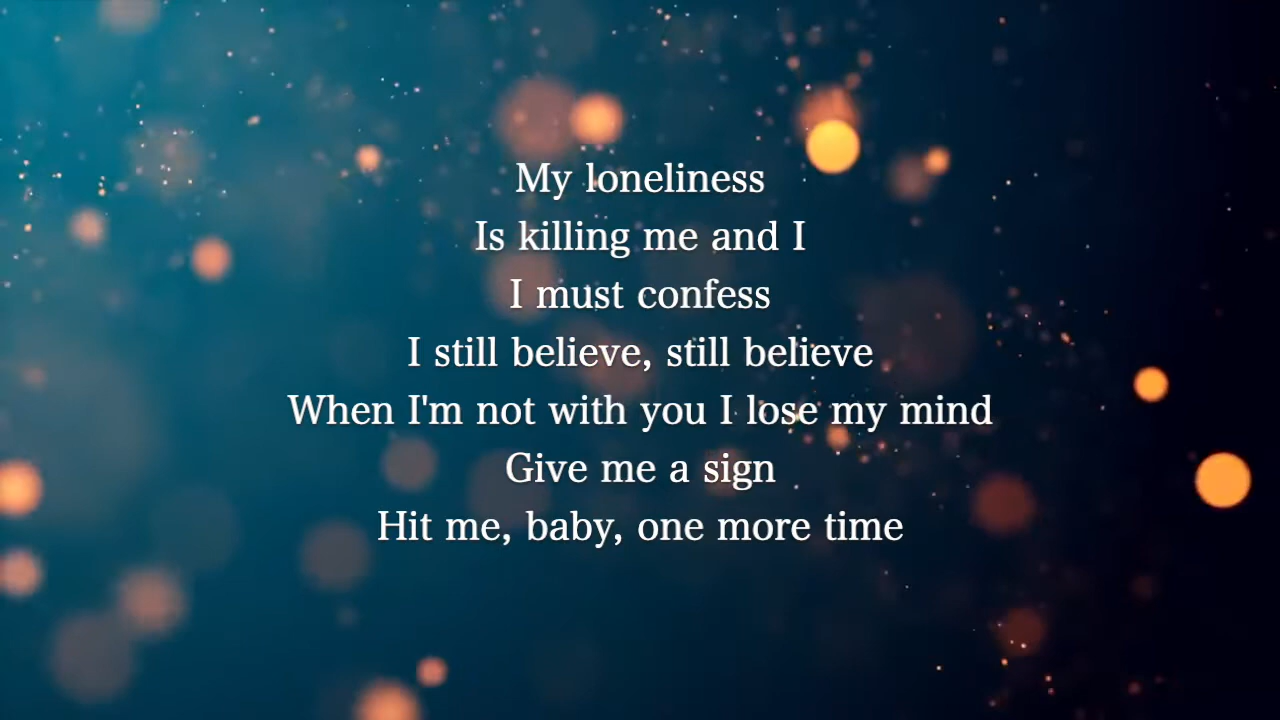 My loneliness
Is killing me and I
I must confess
I still believe, still believe
When I'm not with you I lose my mind
Give me a sign
Hit me, baby, one more time